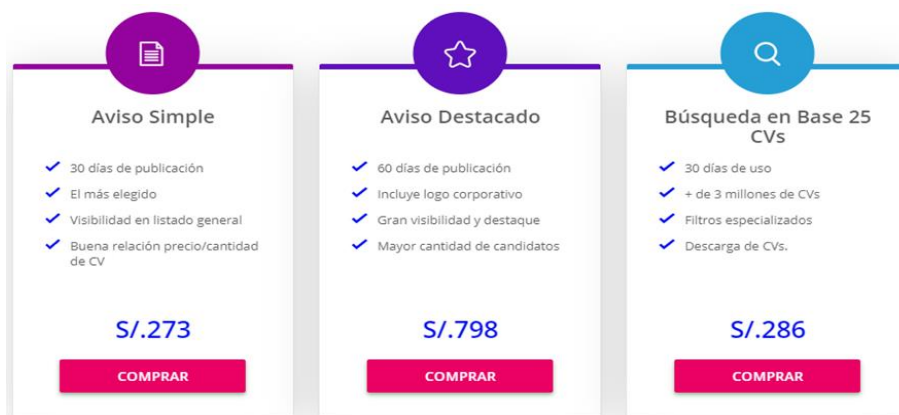 Aviso Simple
30 días de publicación
El más elegido
Visibilidad en listado general
Buena relación precio/cantidad
de CV
S/.273
COMPRAR
Aviso Destacado
60 días de publicación
Incluye logo corporativo
Gran visibilidad y destaque
Mayor cantidad de candidatos
S/.798
COMPRAR
Búsqueda en Base 25
CVs
30 días de uso
+ de 3 millones de CVs
Filtros especializados
Descarga de CVs.
S/.286
COMPRAR